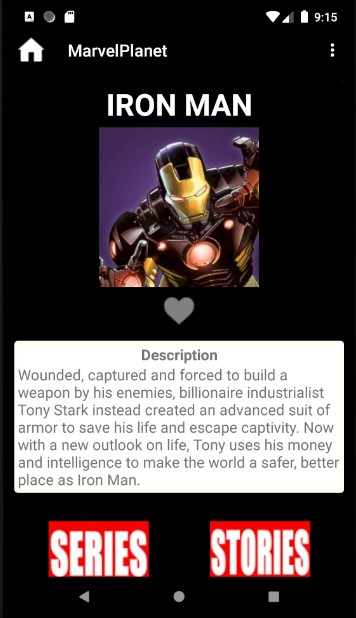 9:15
MarvelPlanet
IRON MAN
Description
Wounded, captured and forced to build a
weapon by his enemies, billionaire industrialist
Tony Stark instead created an advanced suit of
armor to save his life and escape captivity. Now
with a new outlook on life, Tony uses his money
and intelligence to make the world a safer, better
place as Iron Man.
SERIES
STORIES